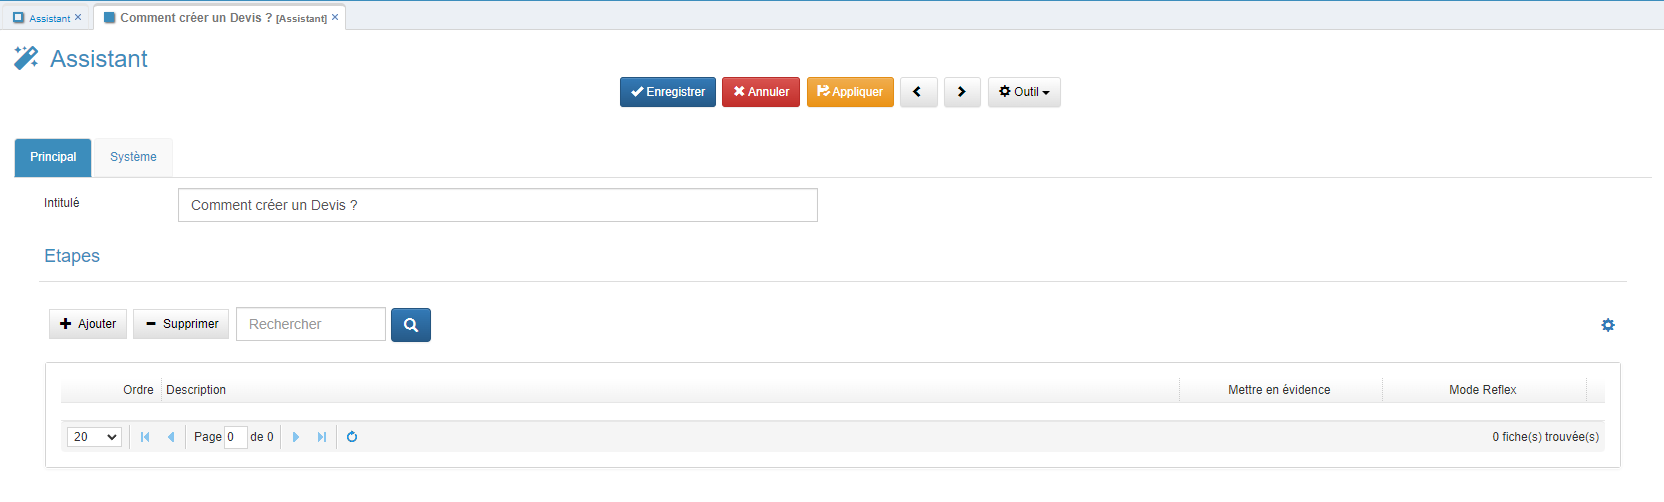 Assistant × Comment créer un Devis ? [Assistant] ×
Assistant
Enregistrer Annuler Appliquer Outil
Principal Système
Intitulé Comment créer un Devis ?
Etapes
Ajouter Supprimer Rechercher
Ordre Description Mettre en évidence Mode Reflex
20 Page 0 de 0 0 fiche(s) trouvée(s)